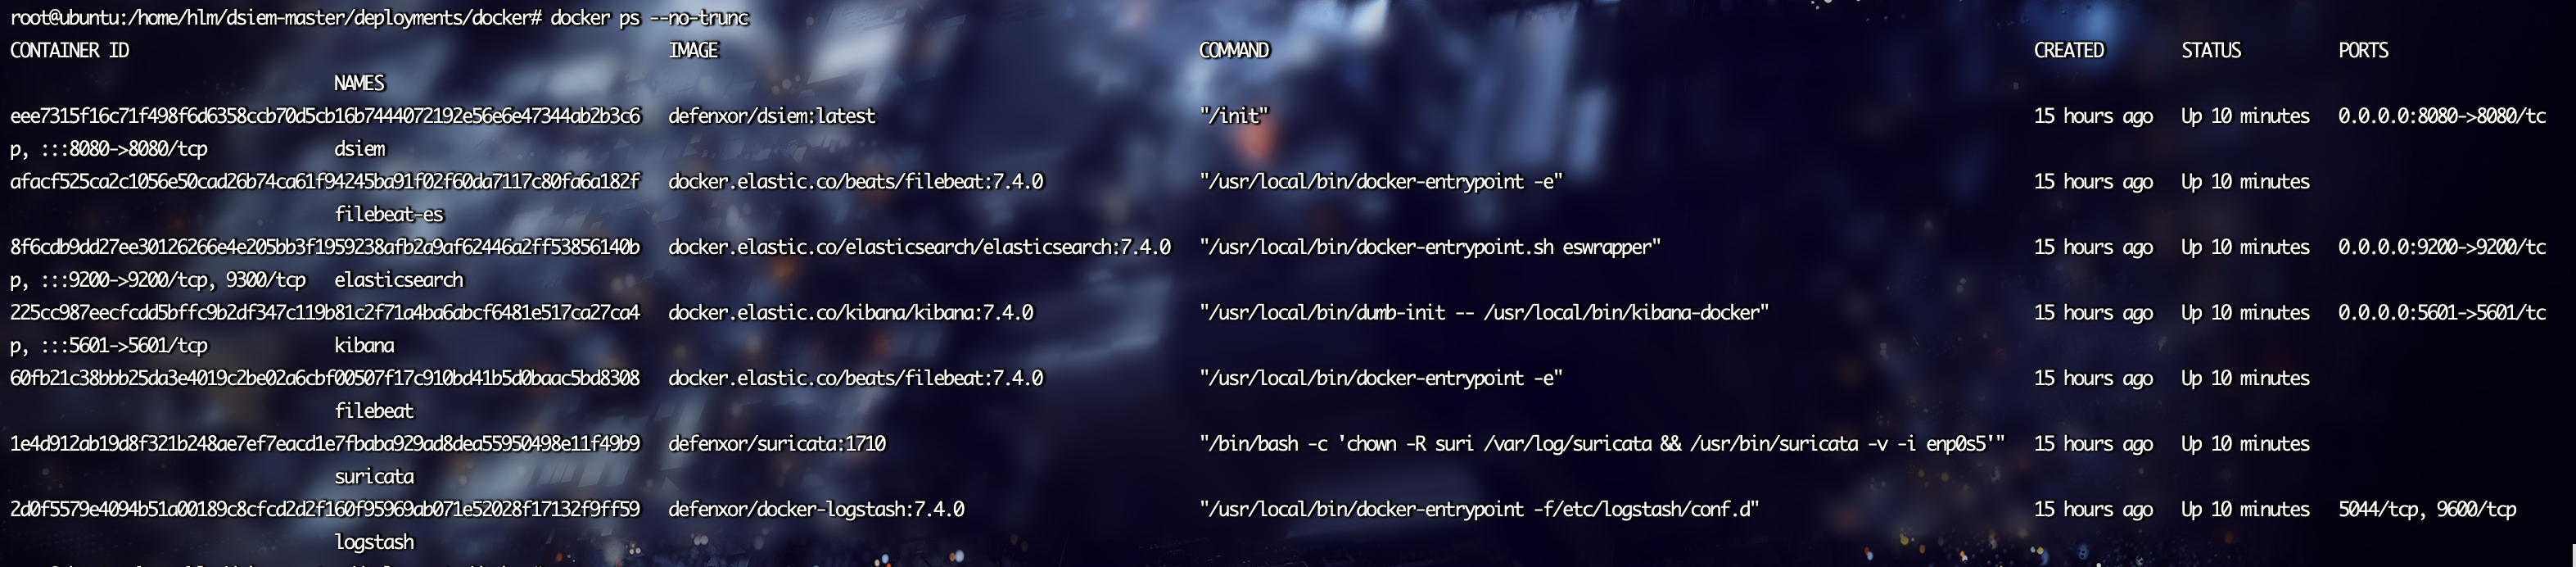 root@ubuntu:/home/hlm/dsiem-master/deployments/docker# docker ps --no-trunc
CONTAINER ID IMAGE COMMAND CREATED STATUS PORTS
NAMES
eee7315f16c71f498f6d6358ccb70d5cb16b7444072192e56e6e47344ab2b3c6 defenxor/dsiem:latest "/init" 15 hours ago Up 10 minutes 0.0.0.0:8080->8080/tc
p, :::8080->8080/tcp dsiem
afacf525ca2c1056e50cad26b74ca61f94245ba91f02f60da7117c80fa6a182f docker.elastic.co/beats/filebeat:7.4.0 "/usr/local/bin/docker-entrypoint -e" 15 hours ago Up 10 minutes
filebeat-es
8f6cdb9dd27ee30126266e4e205bb3f1959238afb2a9af62446a2ff53856140b docker.elastic.co/elasticsearch/elasticsearch:7.4.0 "/usr/local/bin/docker-entrypoint.sh eswrapper" 15 hours ago Up 10 minutes 0.0.0.0:9200->9200/tc
p, :::9200->9200/tcp, 9300/tcp elasticsearch
225cc987eecfcdd5bffc9b2df347c119b81c2f71a4ba6abcf6481e517ca27ca4 docker.elastic.co/kibana/kibana:7.4.0 "/usr/local/bin/dumb-init -- /usr/local/bin/kibana-docker" 15 hours ago Up 10 minutes 0.0.0.0:5601->5601/tc
p, :::5601->5601/tcp kibana
60fb21c38bbb25da3e4019c2be02a6cbf00507f17c910bd41b5d0baac5bd8308 docker.elastic.co/beats/filebeat:7.4.0 "/usr/local/bin/docker-entrypoint -e" 15 hours ago Up 10 minutes
filebeat
1e4d912ab19d8f321b248ae7ef7eacd1e7fbaba929ad8dea55950498e11f49b9 defenxor/suricata:1710 "/bin/bash -c 'chown -R suri /var/log/suricata && /usr/bin/suricata -v -i enp0s5'" 15 hours ago Up 10 minutes
suricata
2d0f5579e4094b51a00189c8cfcd2d2f160f95969ab071e52028f17132f9ff59 defenxor/docker-logstash:7.4.0 "/usr/local/bin/docker-entrypoint -f/etc/logstash/conf.d" 15 hours ago Up 10 minutes 5044/tcp, 9600/tcp
logstash